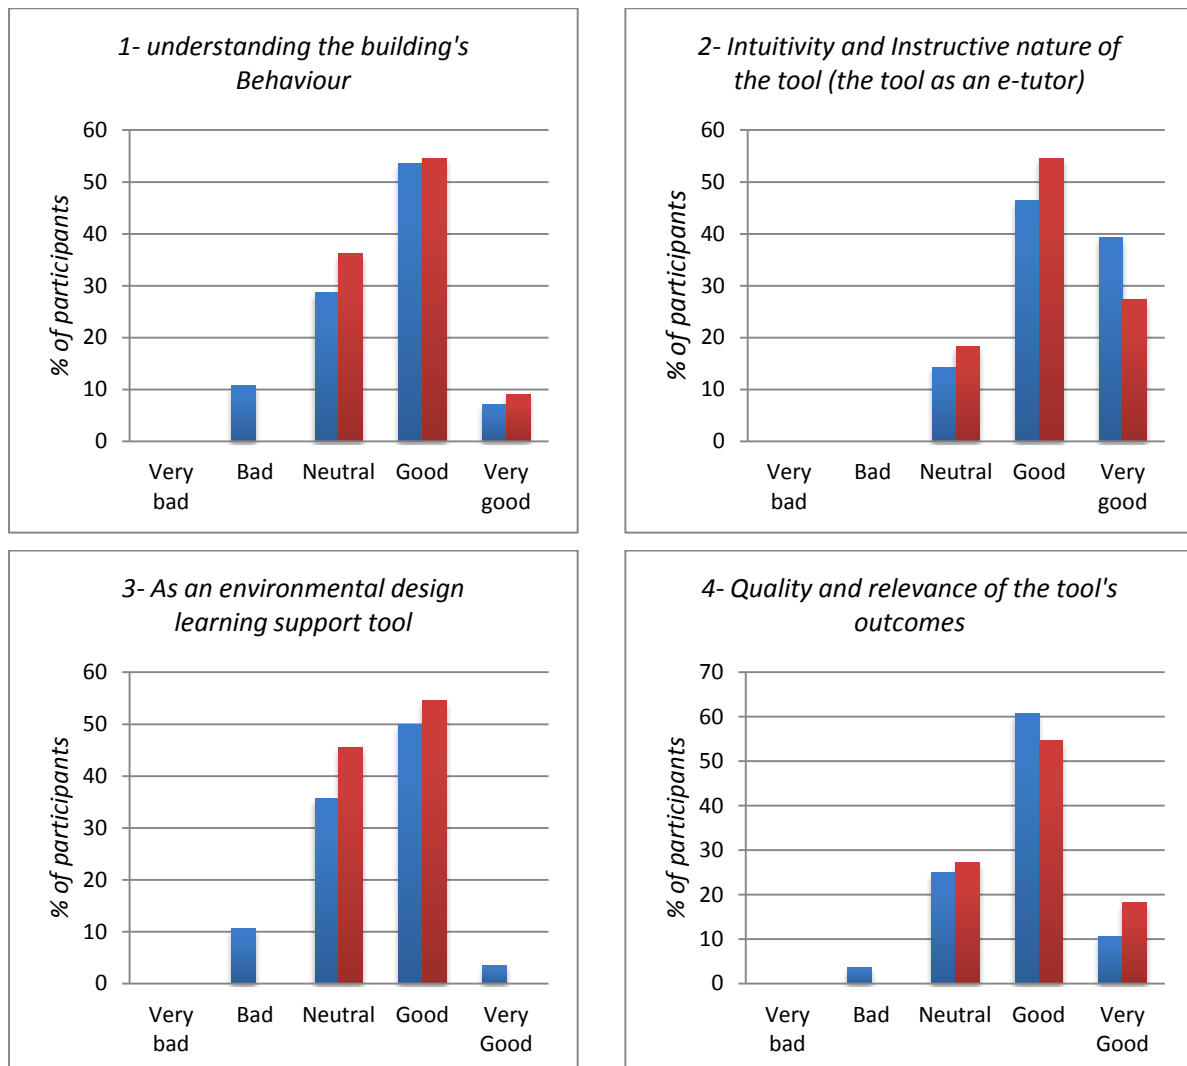 1- understanding the building's
Behaviour
% of participants
60
50
40
30
20
10
0
Very
bad
Bad
Neutral
Good
Very
good
2- Intuitivity and Instructive nature of
the tool (the tool as an e-tutor)
% of participants
60
50
40
30
20
10
0
Very
bad
Bad
Neutral
Good
Very
good
3- As an environmental design
learning support tool
% of participants
60
50
40
30
20
10
0
Very
bad
Bad
Neutral
Good
Very
Good
4- Quality and relevance of the tool's
outcomes
% of participants
70
60
50
40
30
20
10
0
Very
bad
Bad
Neutral
Good
Very
Good